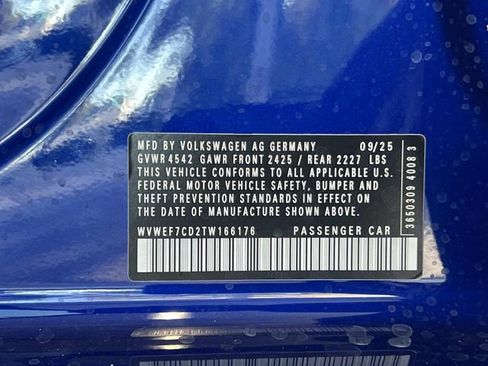 MFD BY VOLKSWAGEN AG GERMANY 09/25
GVWR 4542 GAWR FRONT 2425 / REAR 2227 LBS
THIS VEHICLE CONFORMS TO ALL APPLICABLE U.S.
FEDERAL MOTOR VEHICLE SAFETY, BUMPER AND
THEFT PREVENTION STANDARDS IN EFFECT ON THE
DATE OF MANUFACTURE SHOWN ABOVE.
WVWEF7CD2TW166176 PASSENGER CAR
3650309 4008 3